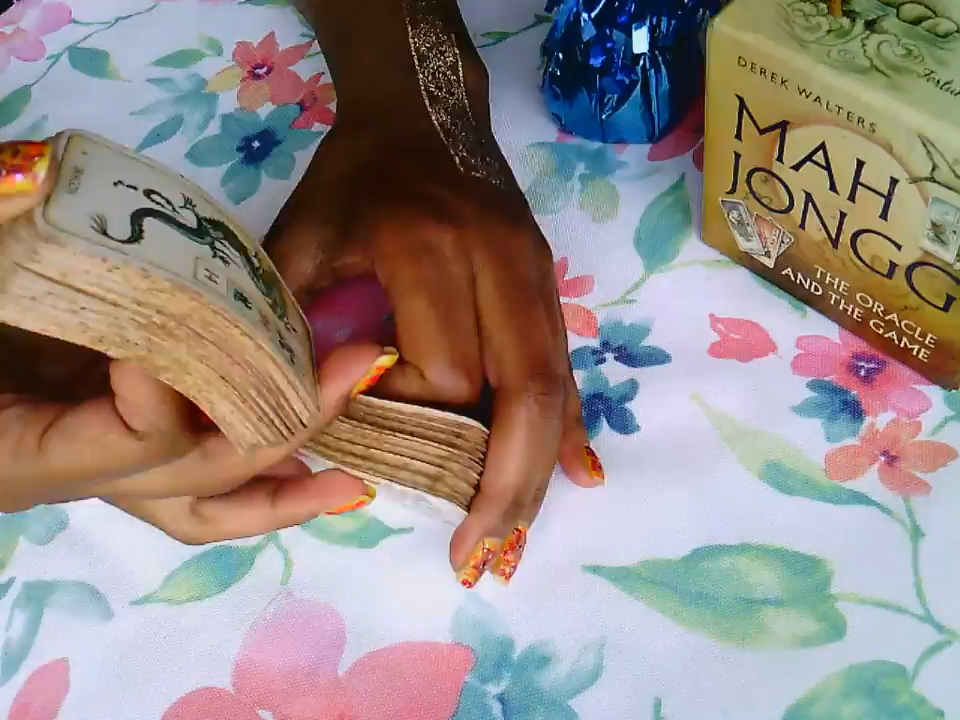 DEREK WALTERS
MAH
JONGG
THE ORACLE
AND THE GAME